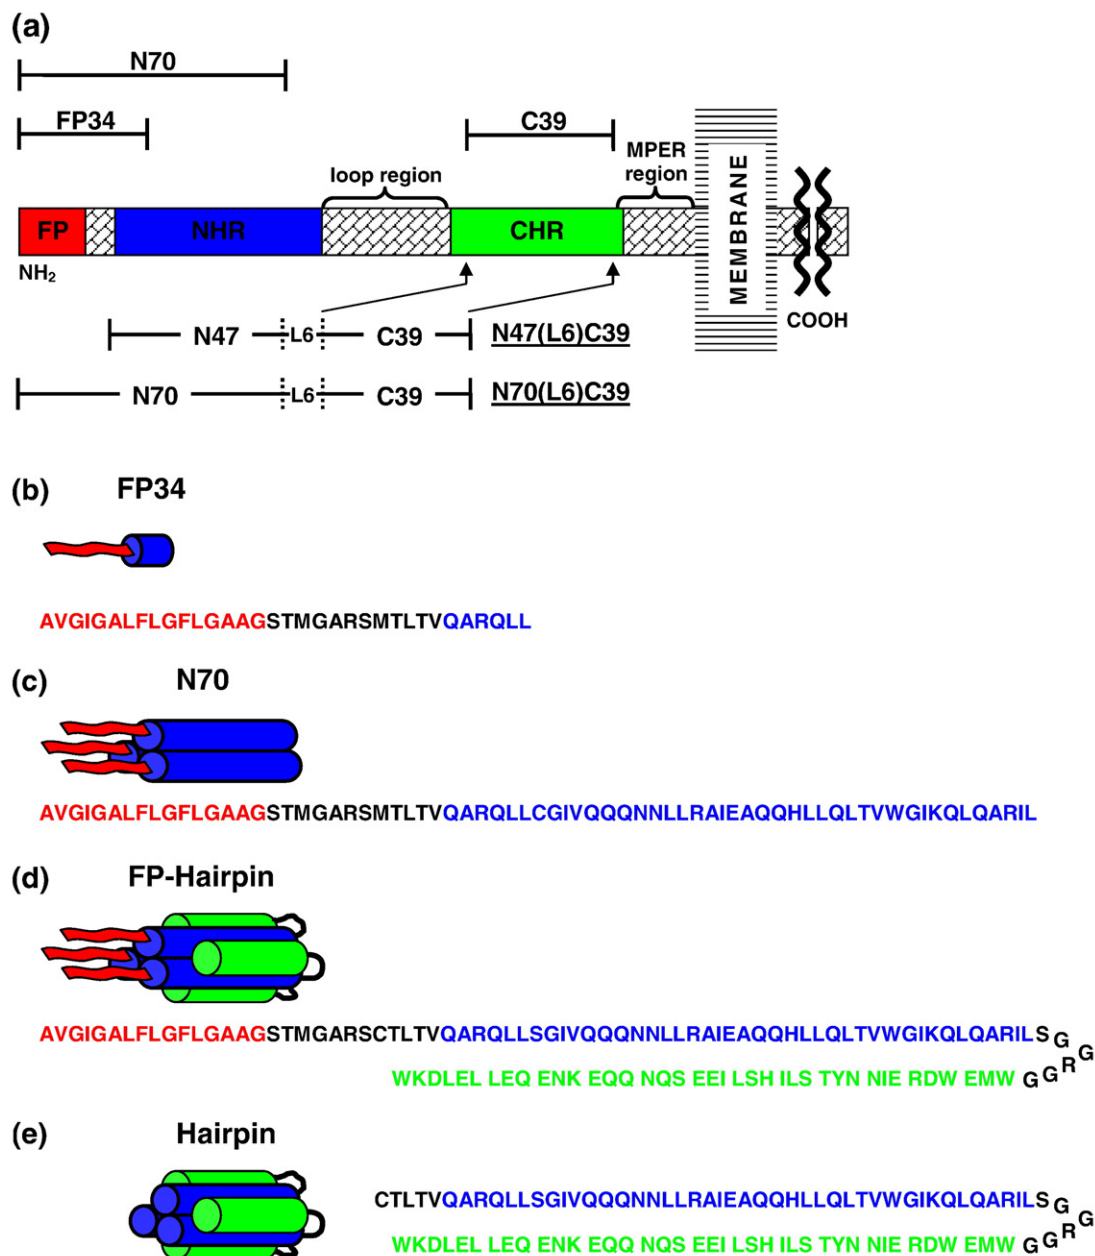 (a)
N70
FP34
C39
loop region
MPER
region
FP
NHR
CHR
MEMBRANE
NH2
COOH
N47
L6
C39
N47(L6)C39
N70
L6
C39
N70(L6)C39
(b)
FP34
AVGIGALFLGFLGAAGSTMGARSMTLTVQARQLL
(c)
N70
AVGIGALFLGFLGAAGSTMGARSMTLTVQARQLLCGIVQQQNNLLRAIEAQQHLLQLTVWGIKQLQARIL
(d)
FP-Hairpin
AVGIGALFLGFLGAAGSTMGARSCTLTVQARQLLSGIVQQQNNLLRAIEAQQHLLQLTVWGIKQLQARILSGG
WKDLEL LEQ ENK EQQ NQS EEI LSH ILS TYN NIE RDW EMW GGR
(e)
Hairpin
CTLTVQARQLLSGIVQQQNNLLRAIEAQQHLLQLTVWGIKQLQARILSGG
WKDLEL LEQ ENK EQQ NQS EEI LSH ILS TYN NIE RDW EMW GGR